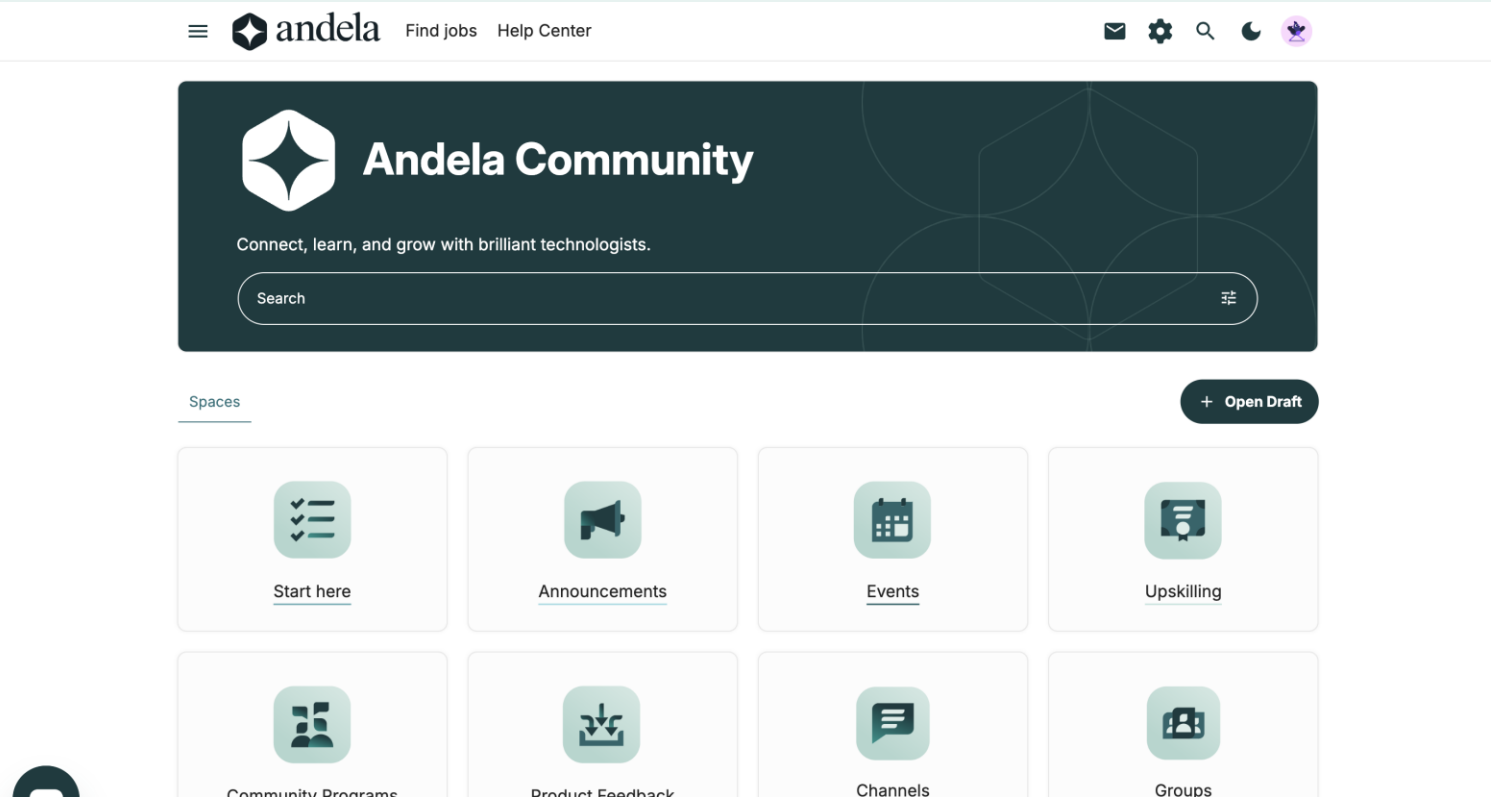 andela Find jobs Help Center
Andela Community
Connect, learn, and grow with brilliant technologists.
Search
Spaces
+ Open Draft
Start here
Announcements
Events
Upskilling
Community Programs
Product Feedback
Channels
Groups